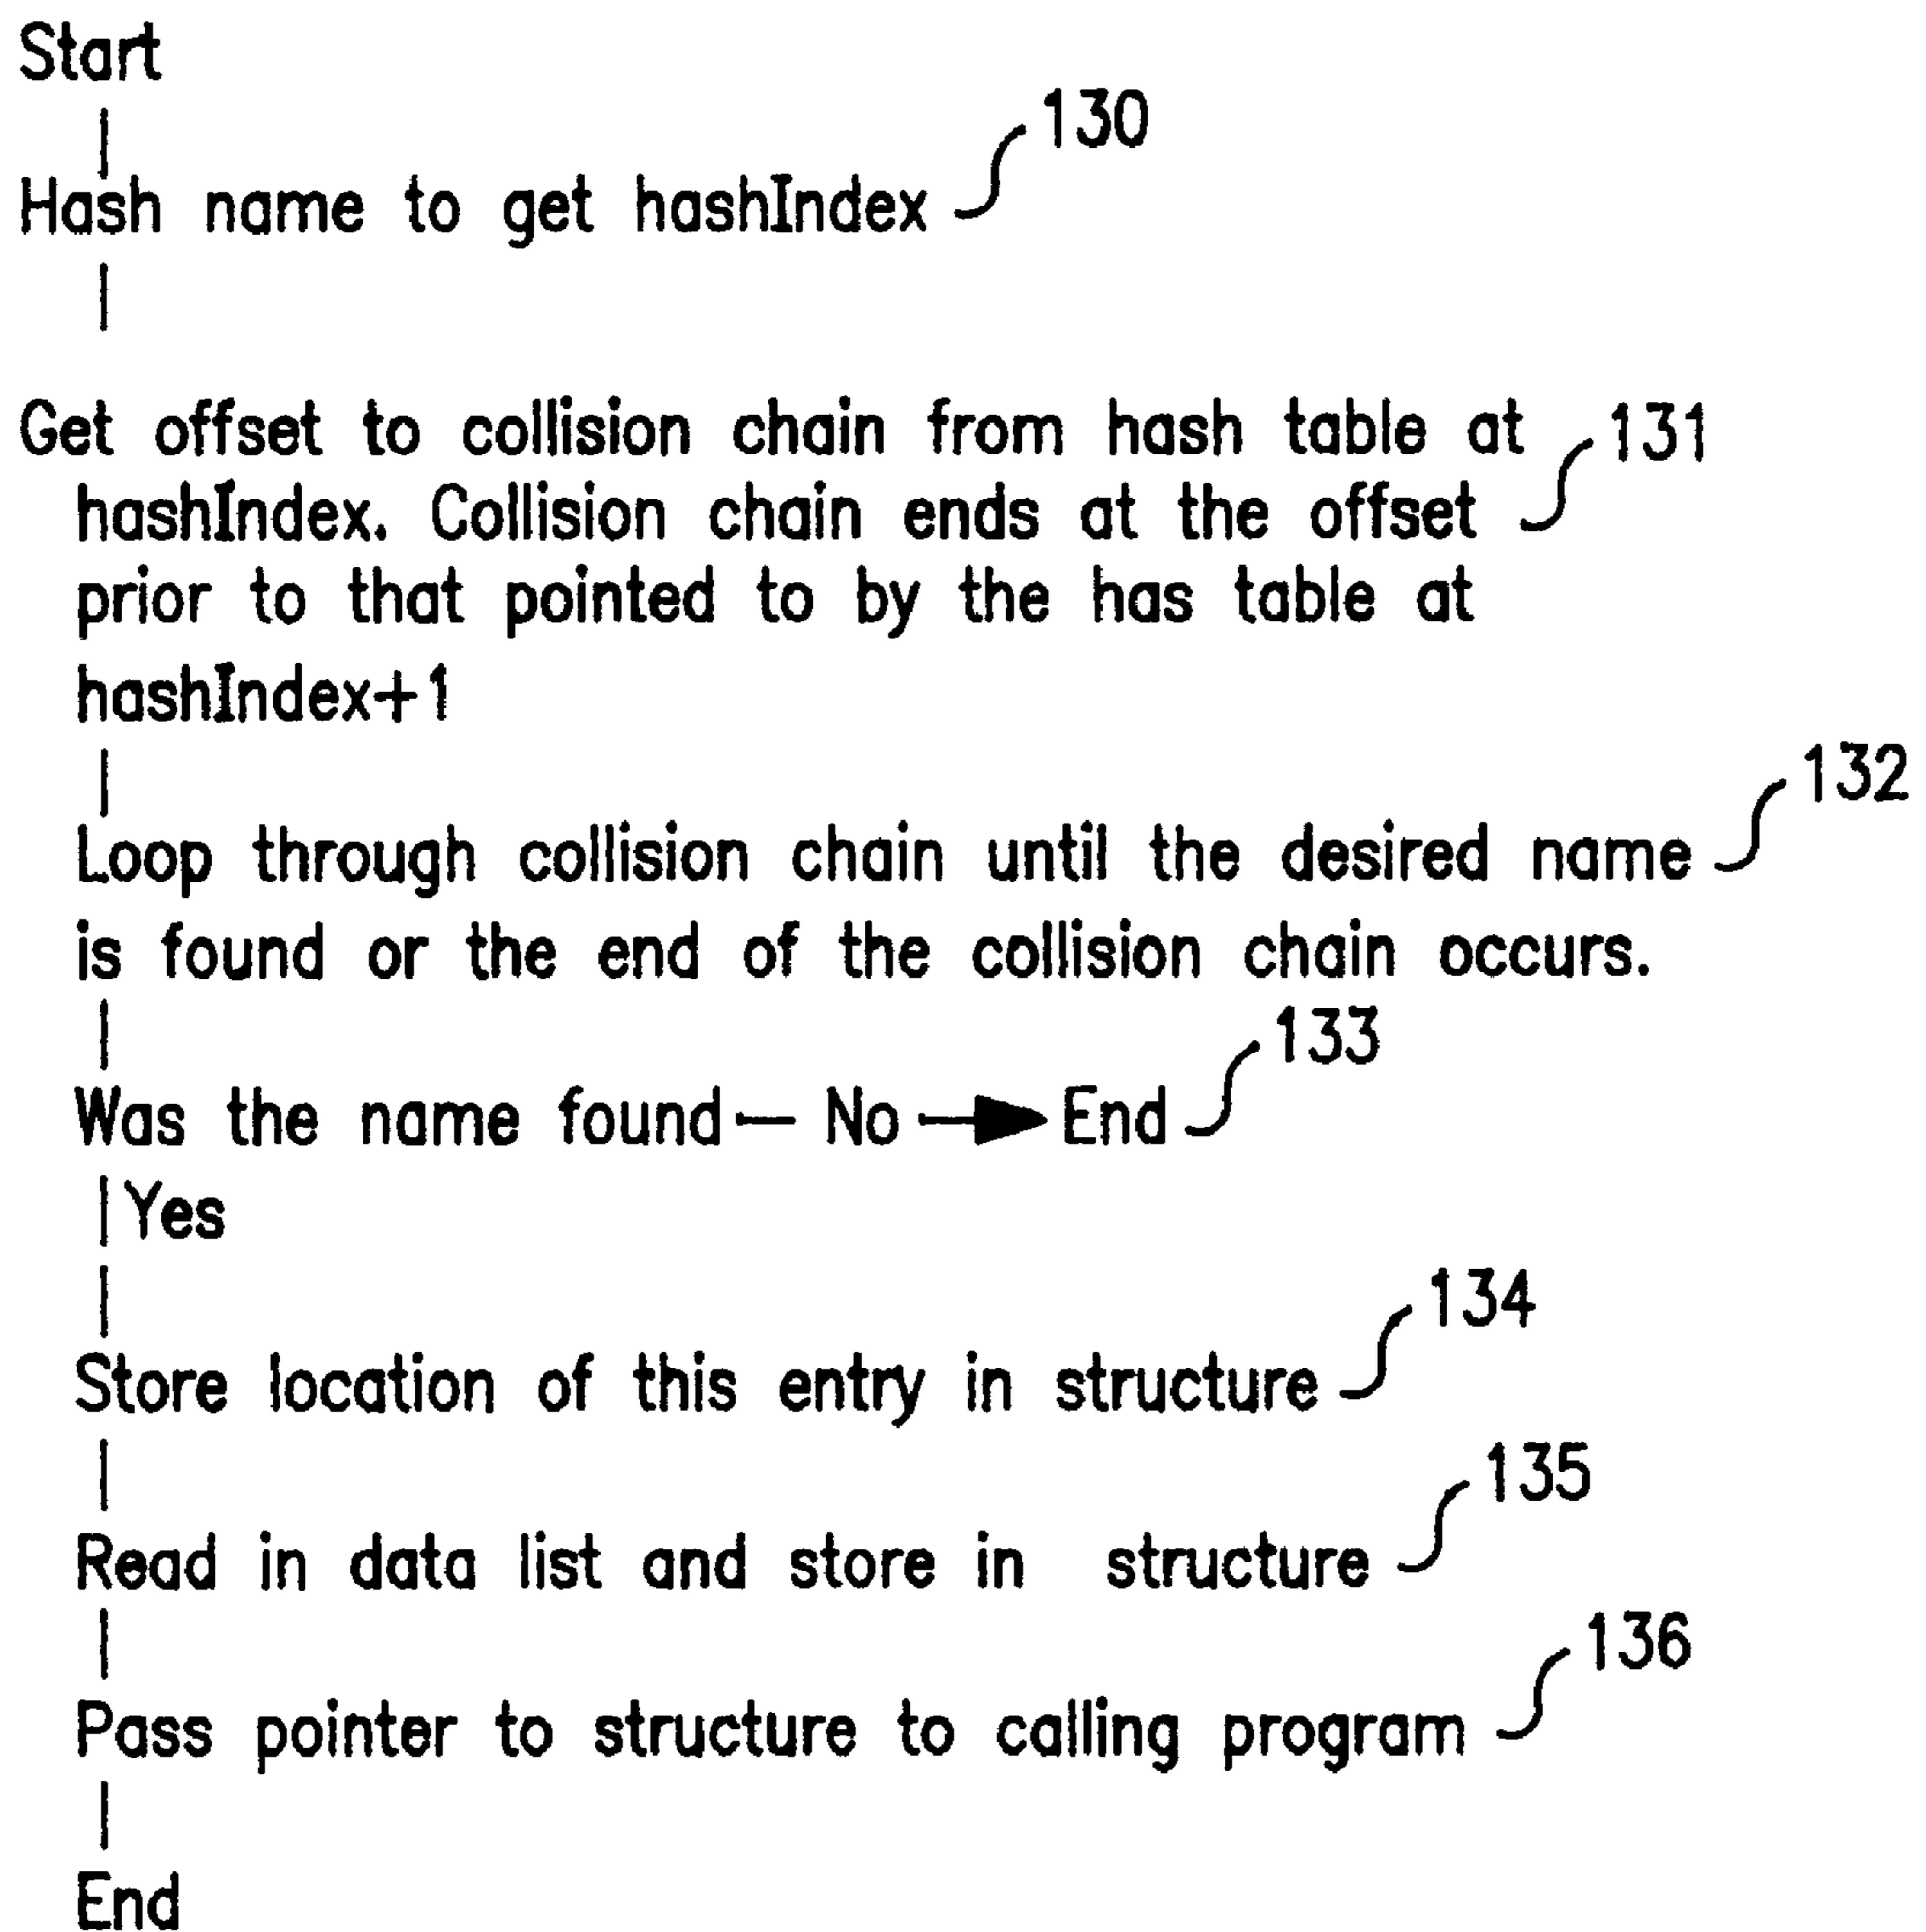 Start
130
Hash name to get hashIndex
Get offset to collision chain from hash table at 131
hashIndex. Collision chain ends at the offset
prior to that pointed to by the has table at
hashIndex+1
132
Loop through collision chain until the desired name
is found or the end of the collision chain occurs.
133
Was the name found — No → End
Yes
134
Store location of this entry in structure
135
Read in data list and store in structure
136
Pass pointer to structure to calling program
End